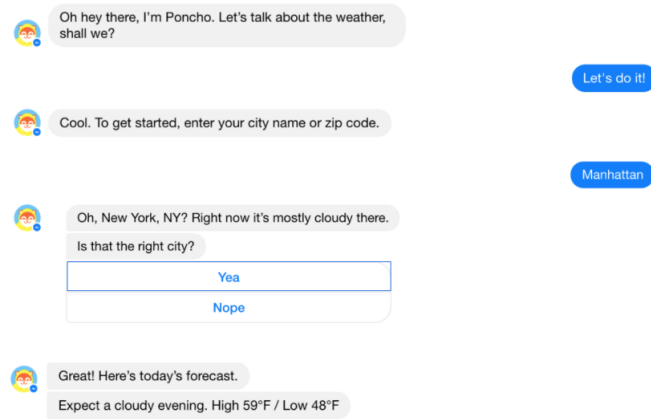 Oh hey there, I'm Poncho. Let's talk about the weather,
shall we?
Let's do it!
Cool. To get started, enter your city name or zip code.
Manhattan
Oh, New York, NY? Right now it's mostly cloudy there.
Is that the right city?
Yea
Nope
Great! Here's today's forecast.
Expect a cloudy evening. High 59°F / Low 48°F